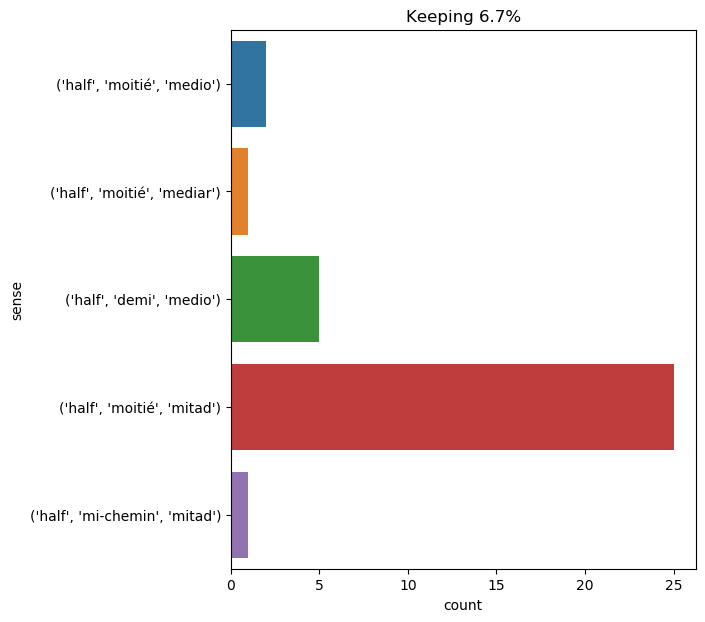 Keeping 6.7%
('half', 'moitié', 'medio')
('half', 'moitié', 'mediar')
('half', 'demi', 'medio')
('half', 'moitié', 'mitad')
('half', 'mi-chemin', 'mitad')
sense
0 5 10 15 20 25
count